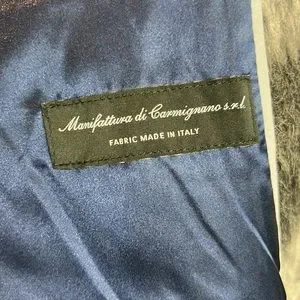 Manifattura di Carmignano s.r.l.
FABRIC MADE IN ITALY